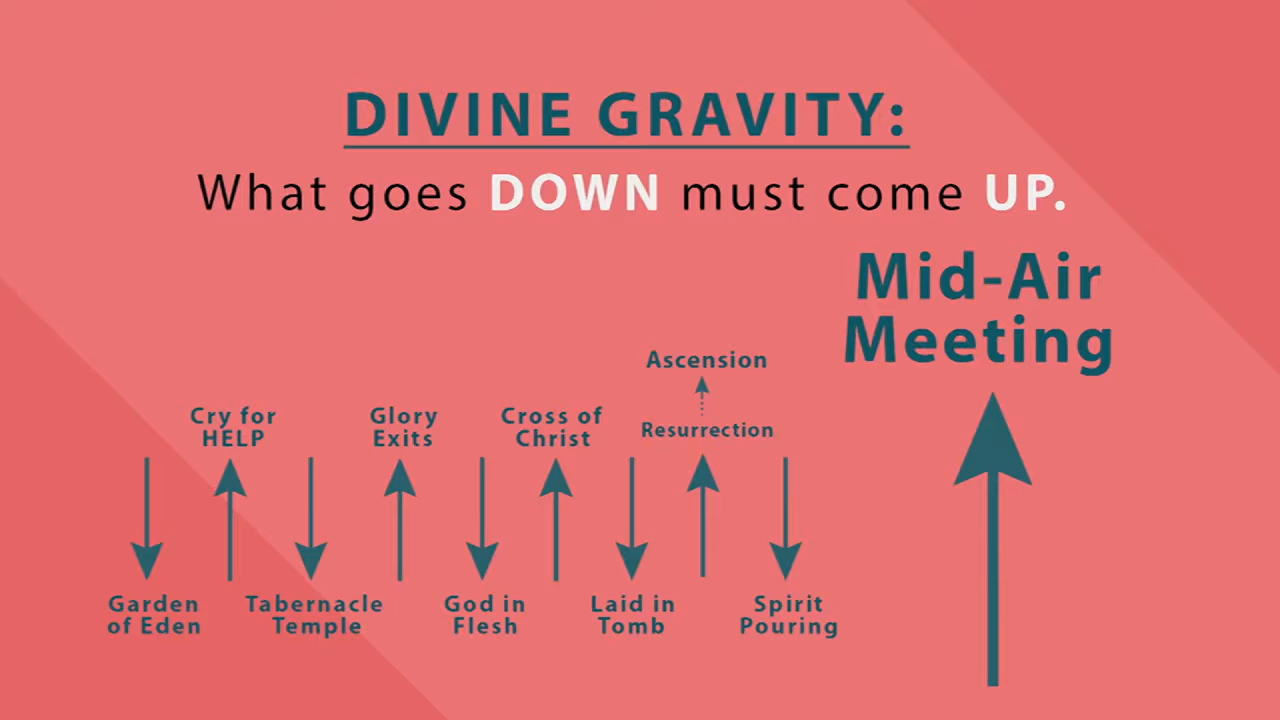 DIVINE GRAVITY:
What goes DOWN must come UP.
Mid-Air
Meeting
Ascension
Cry for
HELP
Glory
Exits
Cross of
Christ
Resurrection
Garden
of Eden
Tabernacle
Temple
God in
Flesh
Laid in
Tomb
Spirit
Pouring